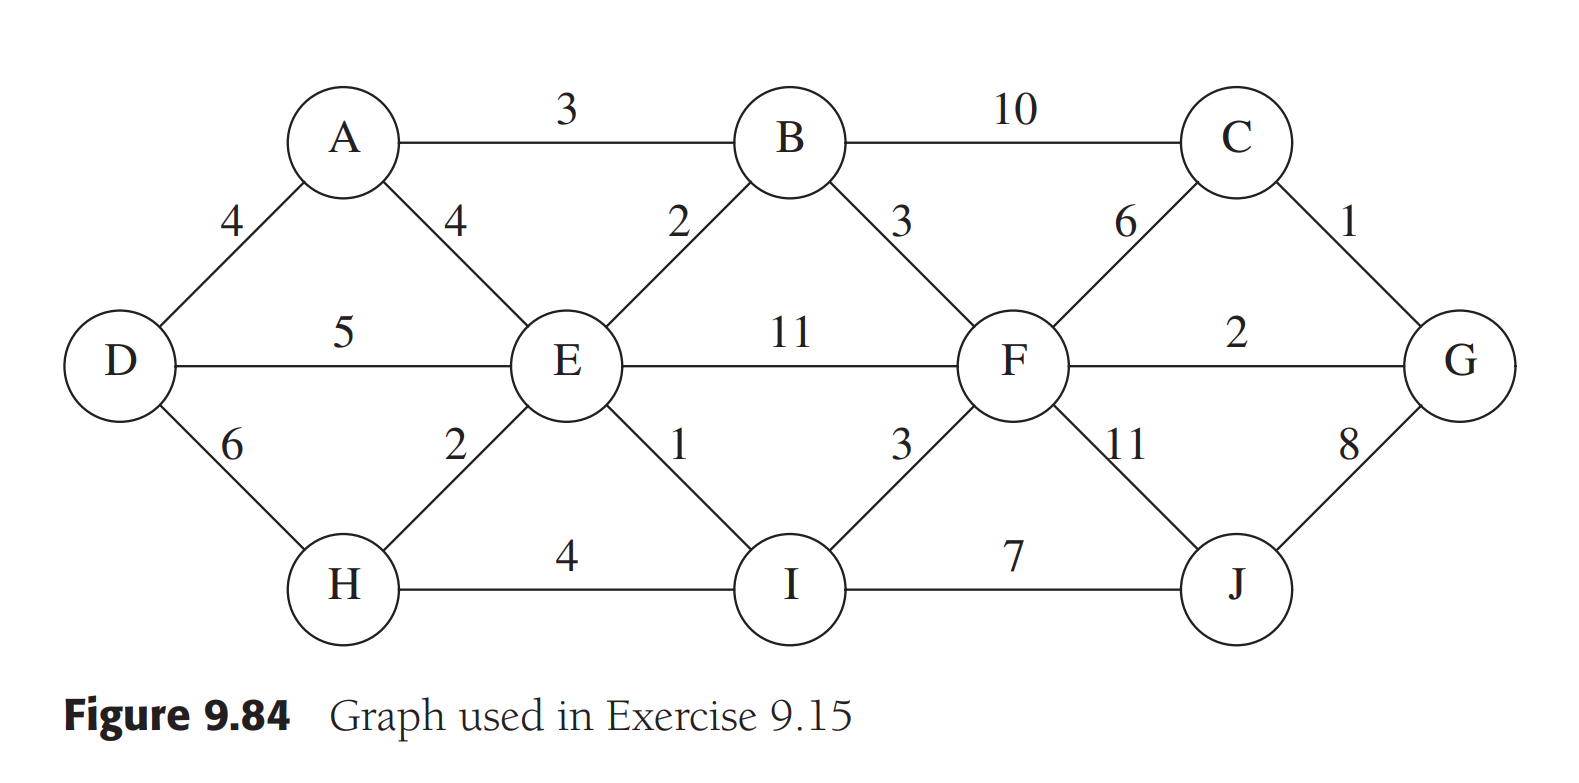 3 10
A B C
4 4 2 3 6 1
5 11 2
D E F G
6 2 1 3 11 8
4 7
H I J
Figure 9.84 Graph used in Exercise 9.15